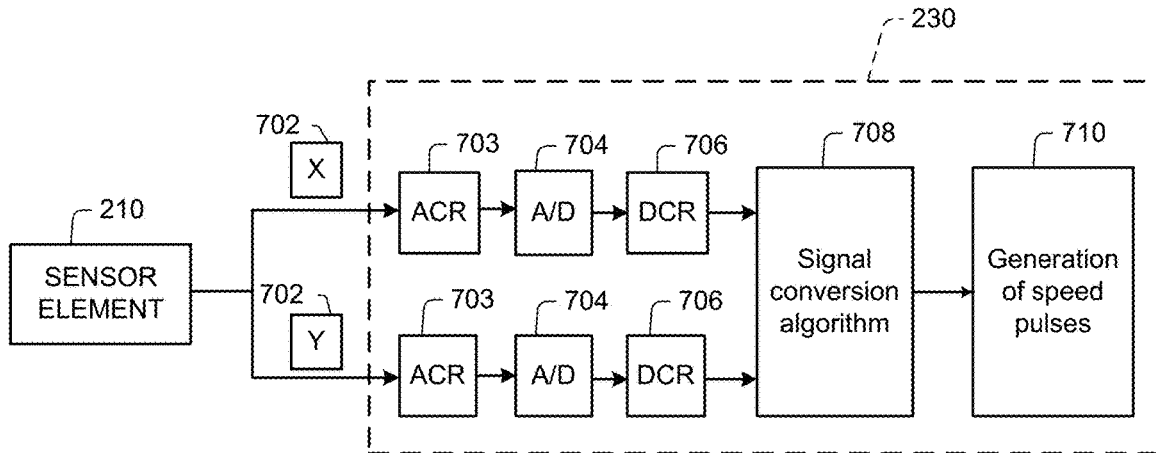 230
702
X
703
704
706
708
710
210
ACR
A/D
DCR
SENSOR
ELEMENT
Signal
conversion
algorithm
Generation
of speed
pulses
702
Y
703
704
706
ACR
A/D
DCR